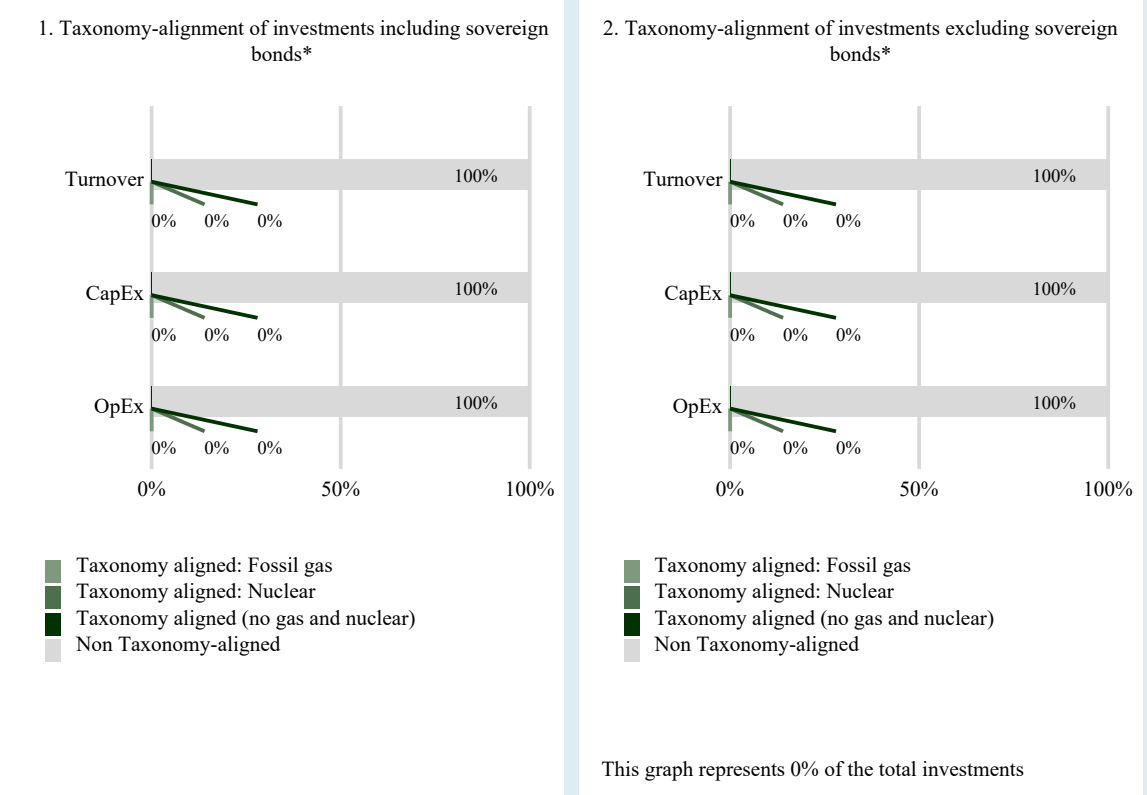 1. Taxonomy-alignment of investments including sovereign
bonds*
Turnover
100%
0% 0% 0%
CapEx
100%
0% 0% 0%
OpEx
100%
0% 0% 0%
0% 50% 100%
Taxonomy aligned: Fossil gas
Taxonomy aligned: Nuclear
Taxonomy aligned (no gas and nuclear)
Non Taxonomy-aligned
2. Taxonomy-alignment of investments excluding sovereign
bonds*
Turnover
100%
0% 0% 0%
CapEx
100%
0% 0% 0%
OpEx
100%
0% 0% 0%
0% 50% 100%
Taxonomy aligned: Fossil gas
Taxonomy aligned: Nuclear
Taxonomy aligned (no gas and nuclear)
Non Taxonomy-aligned
This graph represents 0% of the total investments